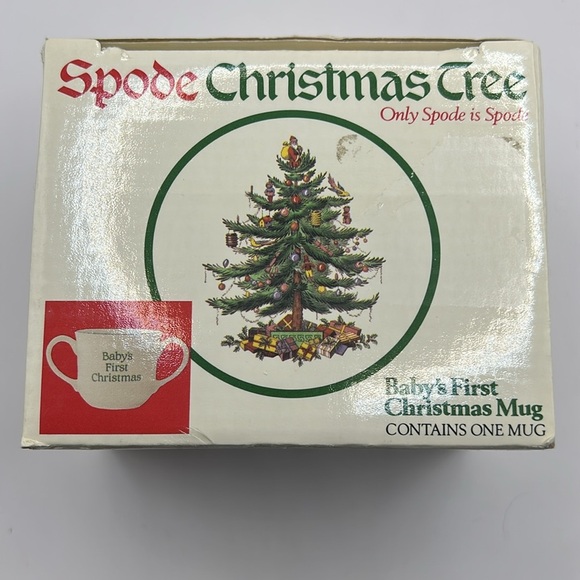 Spode Christmas Tree
Only Spode is Spode
Baby's
First
Christmas
Baby's First
Christmas Mug
CONTAINS ONE MUG